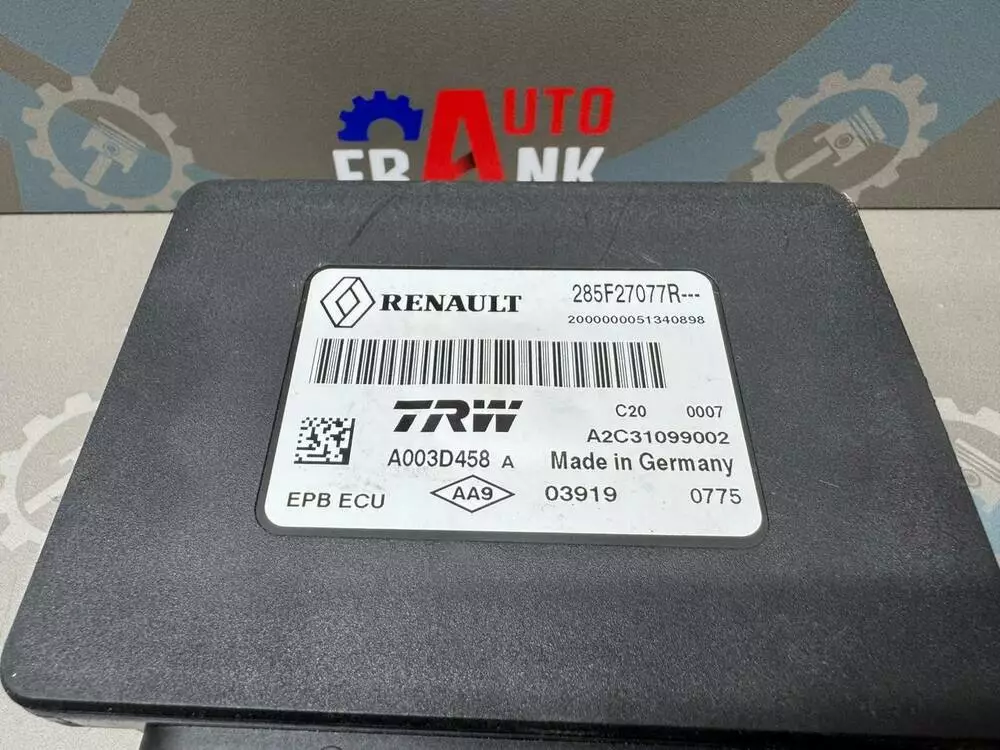 AUTO
FRANK
RENAULT
285F27077R---
2000000051340898
TRW
C20 0007
A2C31099002
A003D458 A
Made in Germany
EPB ECU
AA9
03919
0775